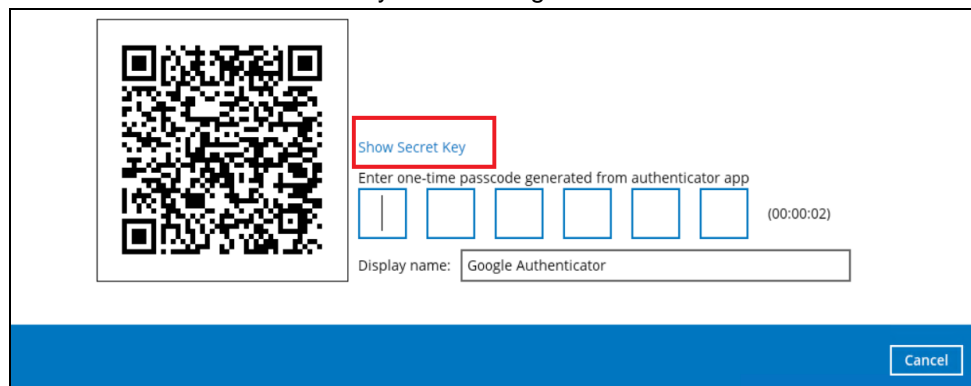 Show Secret Key
Enter one-time passcode generated from authenticator app
(00:00:02)
Display name: Google Authenticator
Cancel